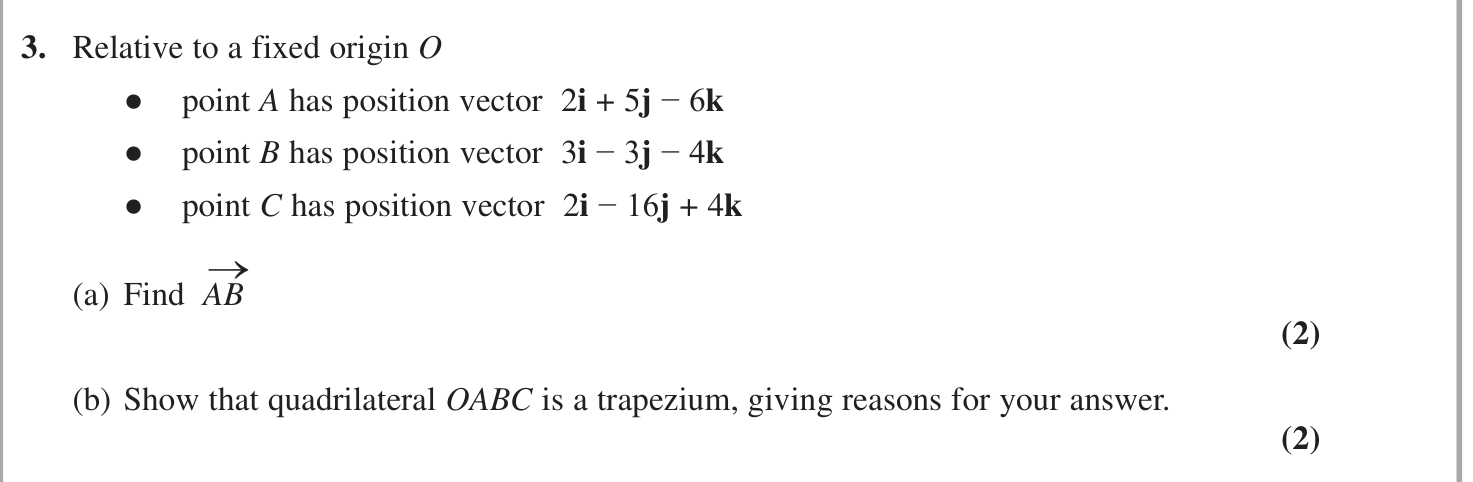 3. Relative to a fixed origin O
• point A has position vector 2i + 5j − 6k
• point B has position vector 3i − 3j − 4k
• point C has position vector 2i − 16j + 4k
(a) Find \overrightarrow{AB}
(2)
(b) Show that quadrilateral OABC is a trapezium, giving reasons for your answer.
(2)